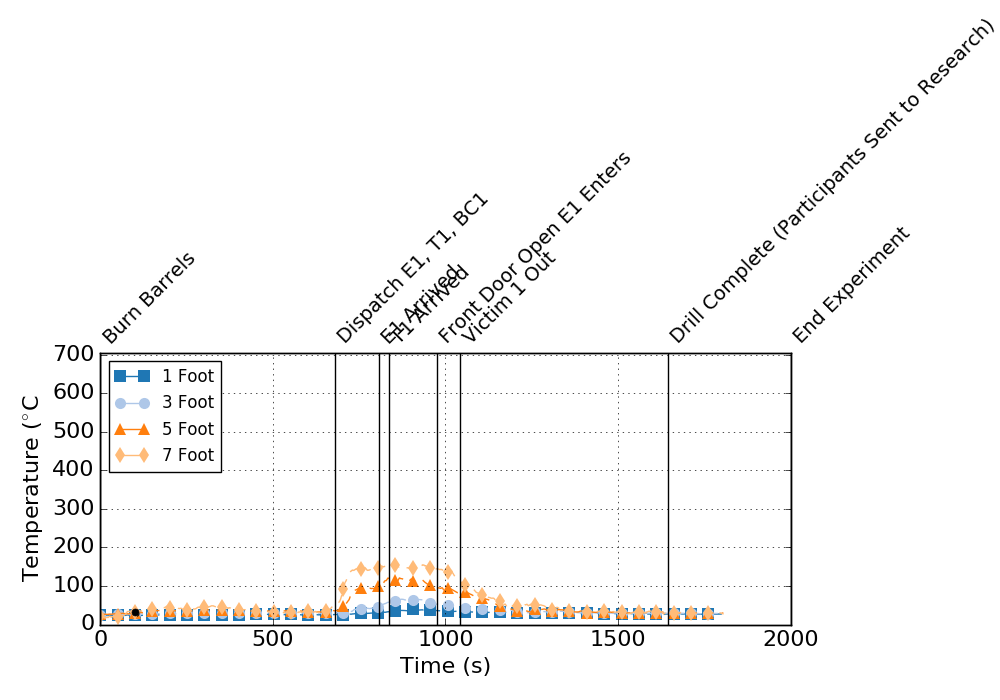 Burn Barrels
Dispatch E1, T1, BC1
E1 Arrived
T1 Arrived
Front Door Open E1 Enters
Victim 1 Out
Drill Complete (Participants Sent to Research)
End Experiment
700
600
500
400
300
200
100
0
Temperature (°C
1 Foot
3 Foot
5 Foot
7 Foot
0
500
1000
1500
2000
Time (s)